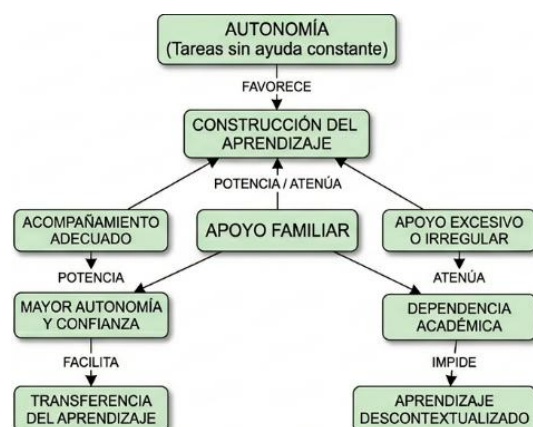 AUTONOMÍA
(Tareas sin ayuda constante)
FAVORECE
CONSTRUCCIÓN DEL
APRENDIZAJE
POTENCIA / ATENÚA
ACOMPAÑAMIENTO
ADECUADO
APOYO FAMILIAR
APOYO EXCESIVO
O IRREGULAR
POTENCIA
ATENÚA
MAYOR AUTONOMÍA
Y CONFIANZA
DEPENDENCIA
ACADÉMICA
FACILITA
IMPIDE
TRANSFERENCIA
DEL APRENDIZAJE
APRENDIZAJE
DESCONTEXTUALIZADO